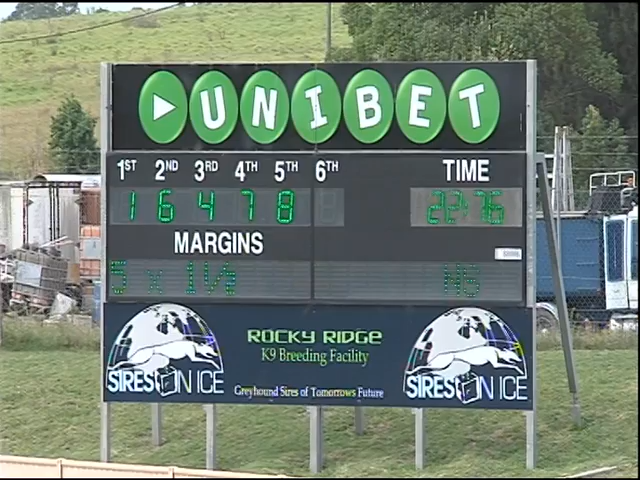 UNIBET
1ST 2ND 3RD 4TH 5TH 6TH TIME
1 6 4 7 8 22:76
MARGINS
5 x 1½ NG
ROCKY RIDGE
K9 Breeding Facility
SIRES ON ICE SIRES ON ICE
Greyhound Sires of Tomorrows Future